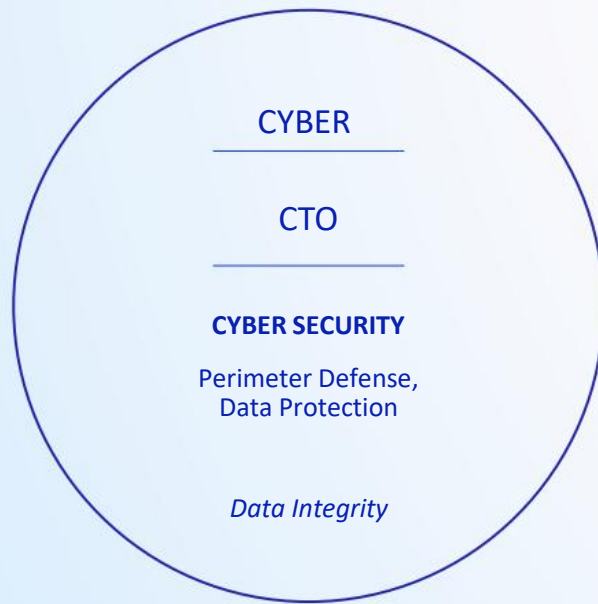 CYBER
CTO
CYBER SECURITY
Perimeter Defense,
Data Protection
Data Integrity